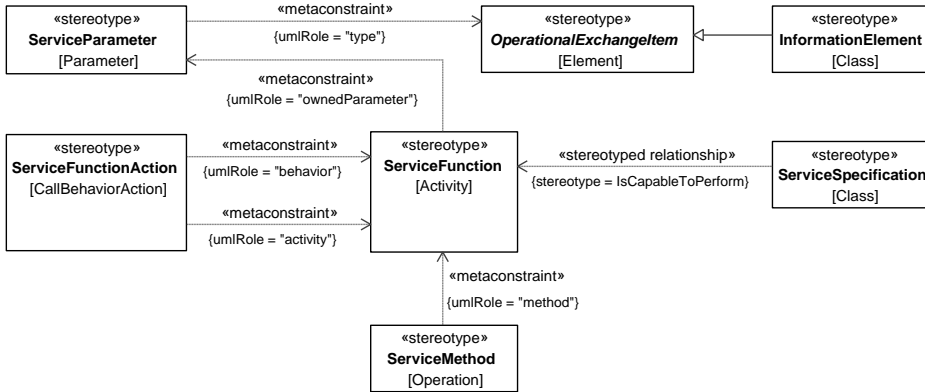 «stereotype»
ServiceParameter
[Parameter]
«metaconstraint»
{umlRole = "type"}
«stereotype»
OperationalExchangeItem
[Element]
«stereotype»
InformationElement
[Class]
«metaconstraint»
{umlRole = "ownedParameter"}
«stereotype»
ServiceFunctionAction
[CallBehaviorAction]
«metaconstraint»
{umlRole = "behavior"}
«metaconstraint»
{umlRole = "activity"}
«stereotype»
ServiceFunction
[Activity]
«stereotyped relationship»
{stereotype = IsCapableToPerform}
«stereotype»
ServiceSpecification
[Class]
«metaconstraint»
{umlRole = "method"}
«stereotype»
ServiceMethod
[Operation]